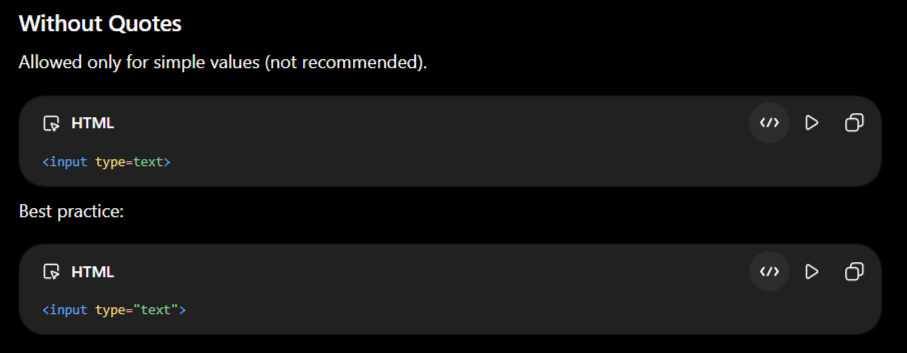 Without Quotes
Allowed only for simple values (not recommended).
HTML
<input type=text>
Best practice:
HTML
<input type="text">